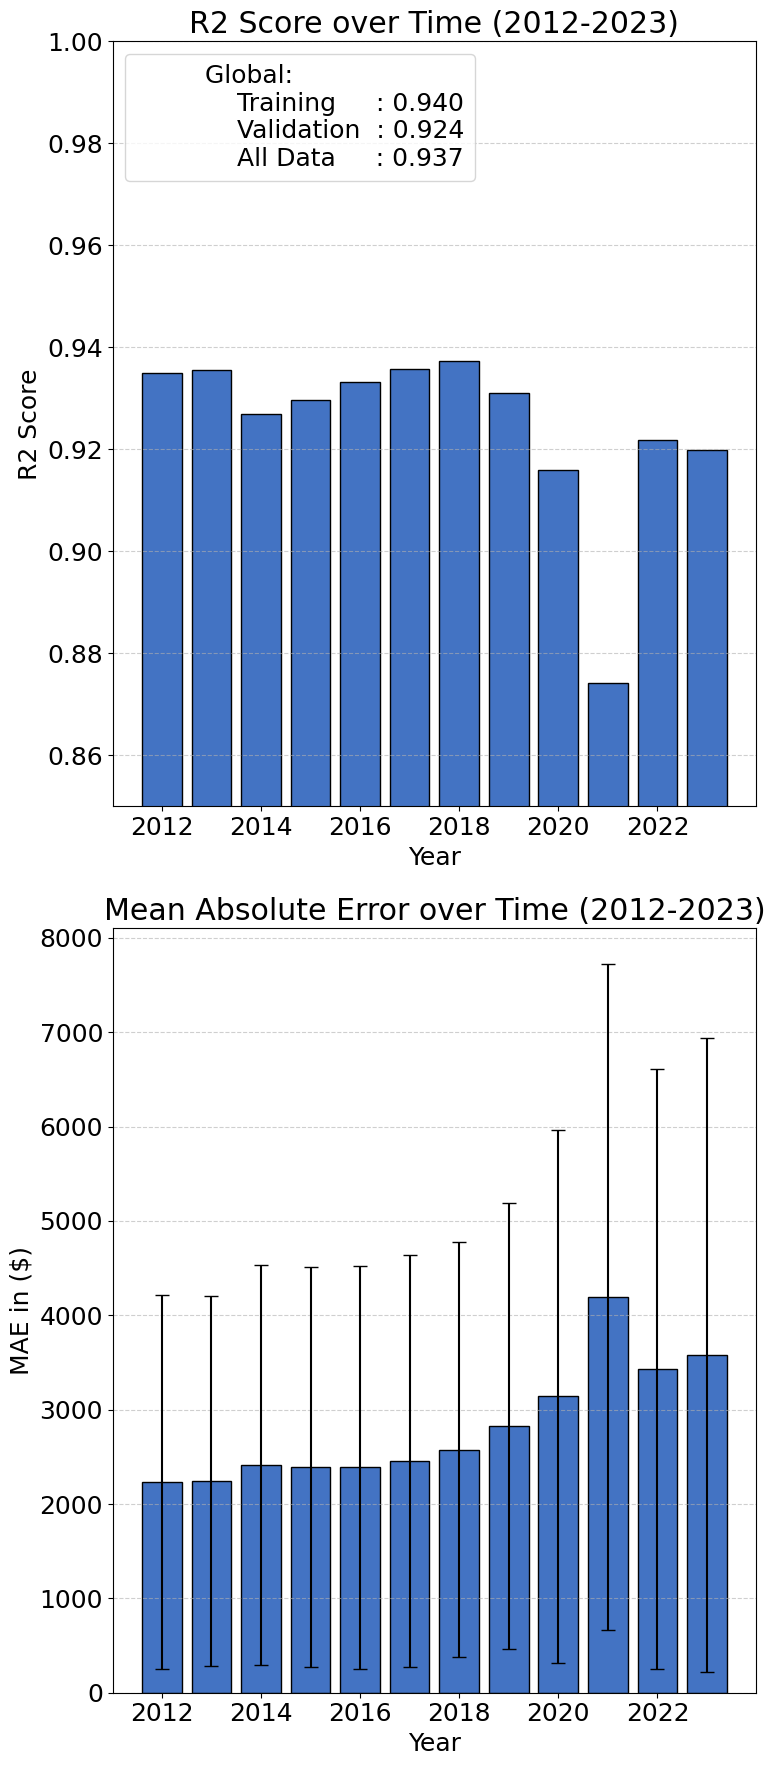 R2 Score over Time (2012-2023)
1.00
Global:
Training : 0.940
Validation : 0.924
All Data : 0.937
0.98
0.96
0.94
0.92
0.90
0.88
0.86
R2 Score
2012 2014 2016 2018 2020 2022
Year
Mean Absolute Error over Time (2012-2023)
8000
7000
6000
5000
4000
3000
2000
1000
0
MAE in ($)
2012 2014 2016 2018 2020 2022
Year